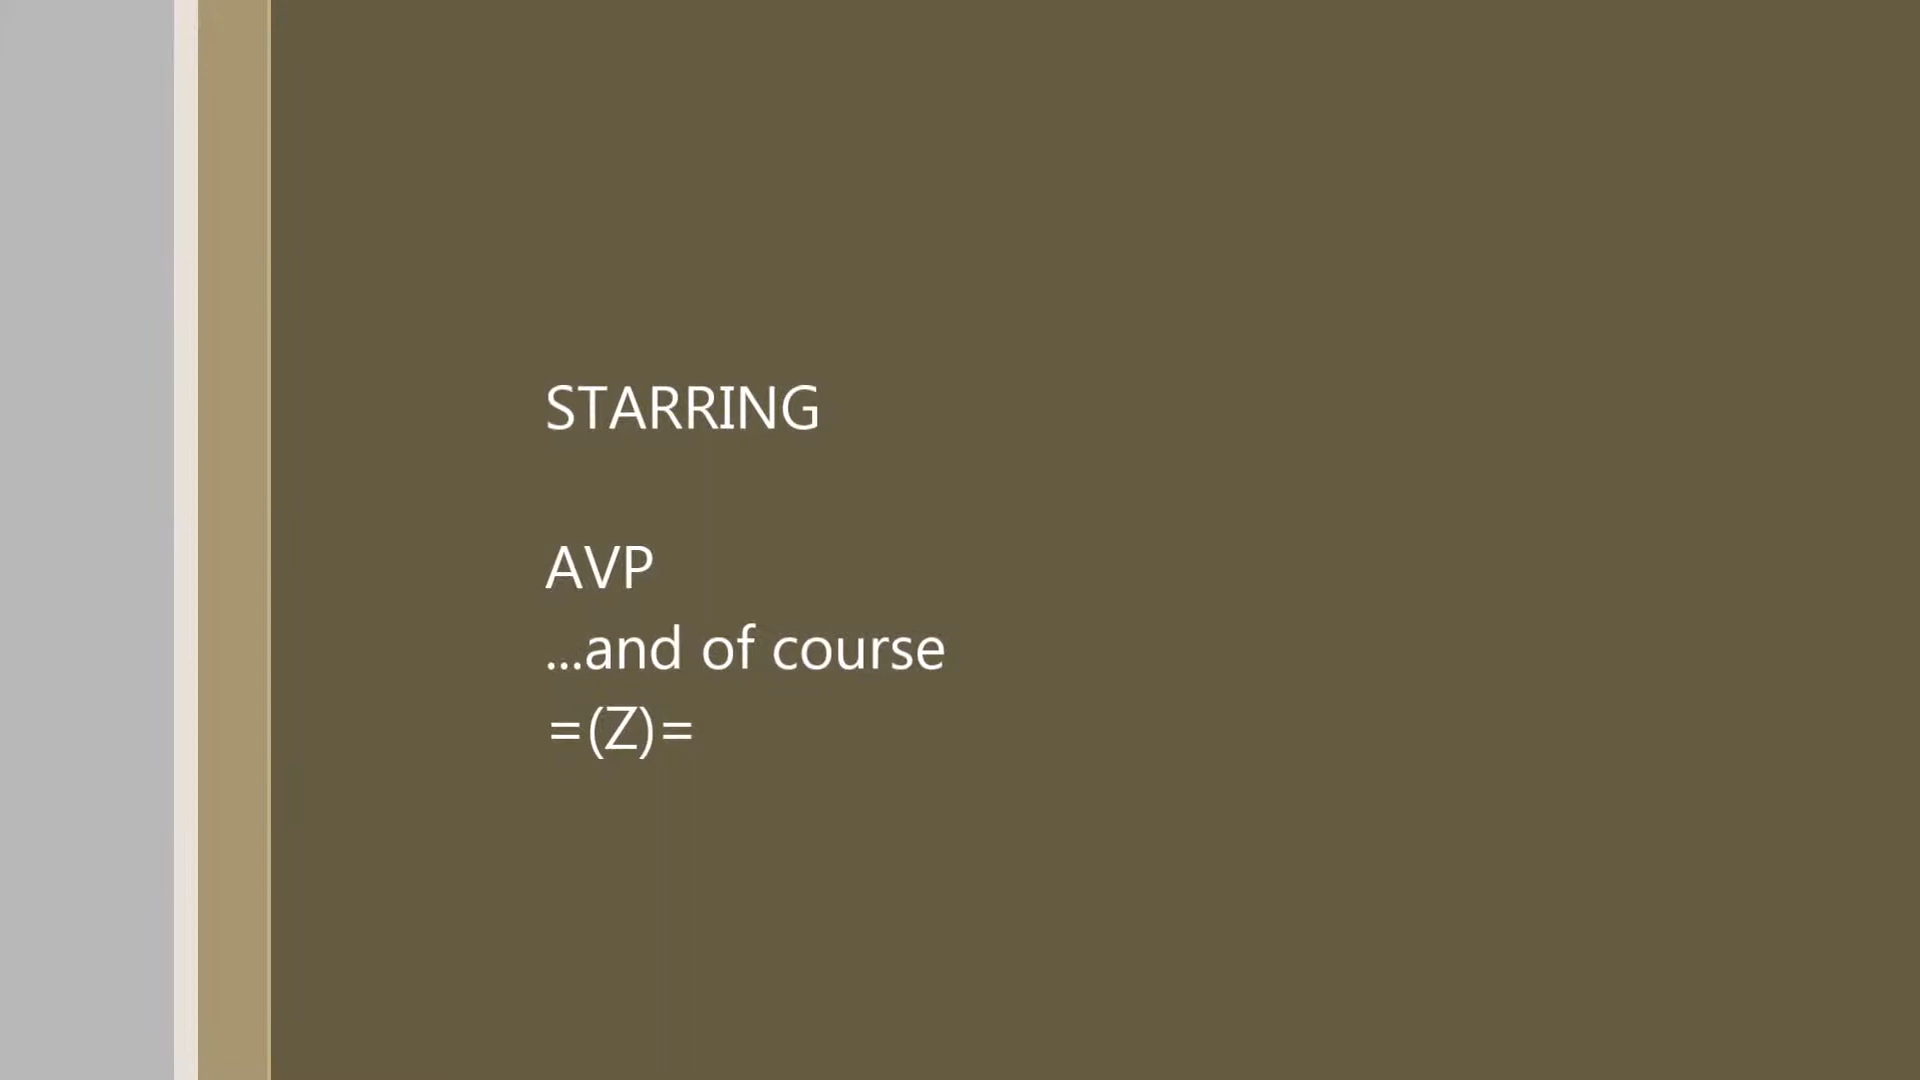 STARRING
AVP
...and of course
=(Z)=